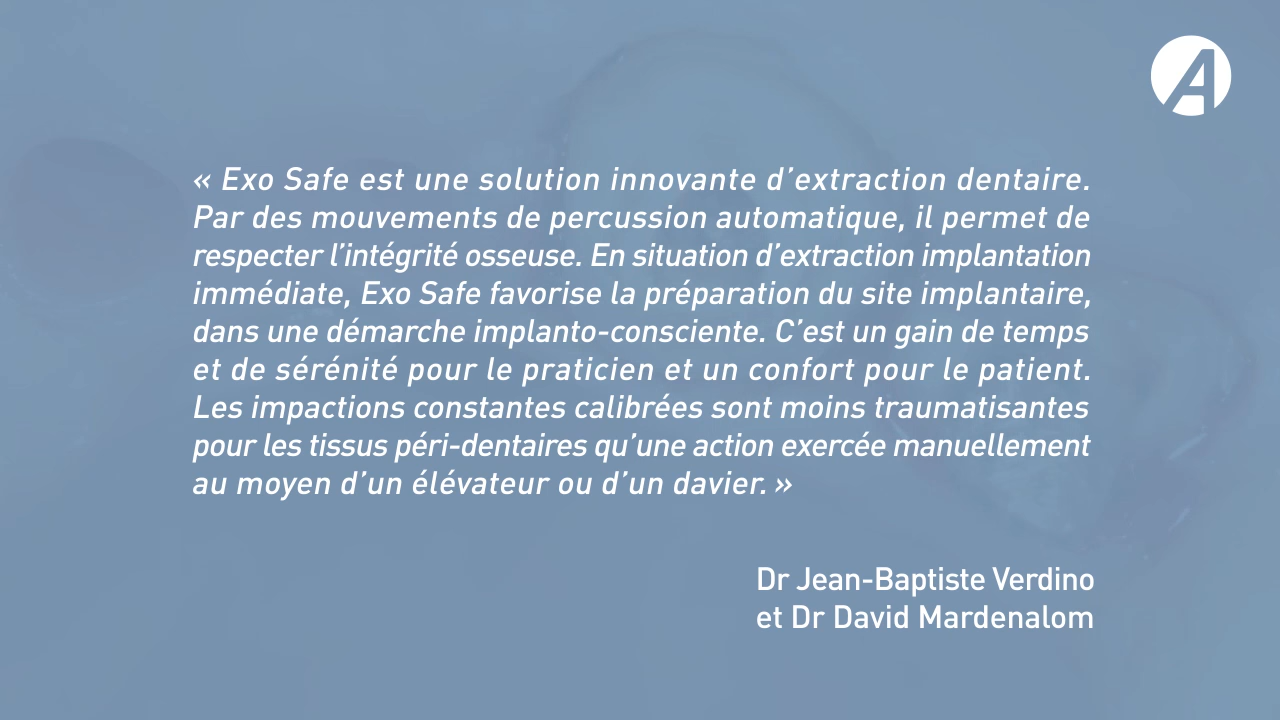 « Exo Safe est une solution innovante d’extraction dentaire.
Par des mouvements de percussion automatique, il permet de
respecter l’intégrité osseuse. En situation d’extraction implantation
immédiate, Exo Safe favorise la préparation du site implantaire,
dans une démarche implanto-consciente. C’est un gain de temps
et de sérénité pour le praticien et un confort pour le patient.
Les impactions constantes calibrées sont moins traumatisantes
pour les tissus péri-dentaires qu’une action exercée manuellement
au moyen d’un élévateur ou d’un davier. »
Dr Jean-Baptiste Verdino
et Dr David Mardenalom
A